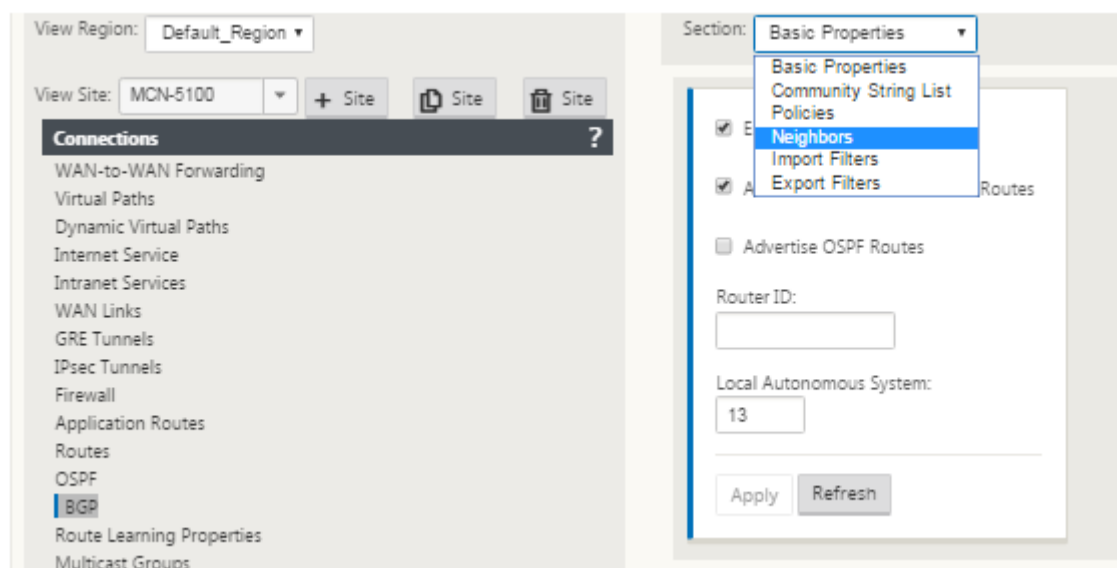 View Region: Default_Region
View Site: MCN-5100 + Site Site Site
Connections ?
WAN-to-WAN Forwarding
Virtual Paths
Dynamic Virtual Paths
Internet Service
Intranet Services
WAN Links
GRE Tunnels
IPsec Tunnels
Firewall
Application Routes
Routes
OSPF
BGP
Route Learning Properties
Multicast Groups
Section: Basic Properties
Basic Properties
Community String List
Policies
Neighbors
Import Filters
Export Filters
E
A Routes
Advertise OSPF Routes
Router ID:
Local Autonomous System:
13
Apply Refresh